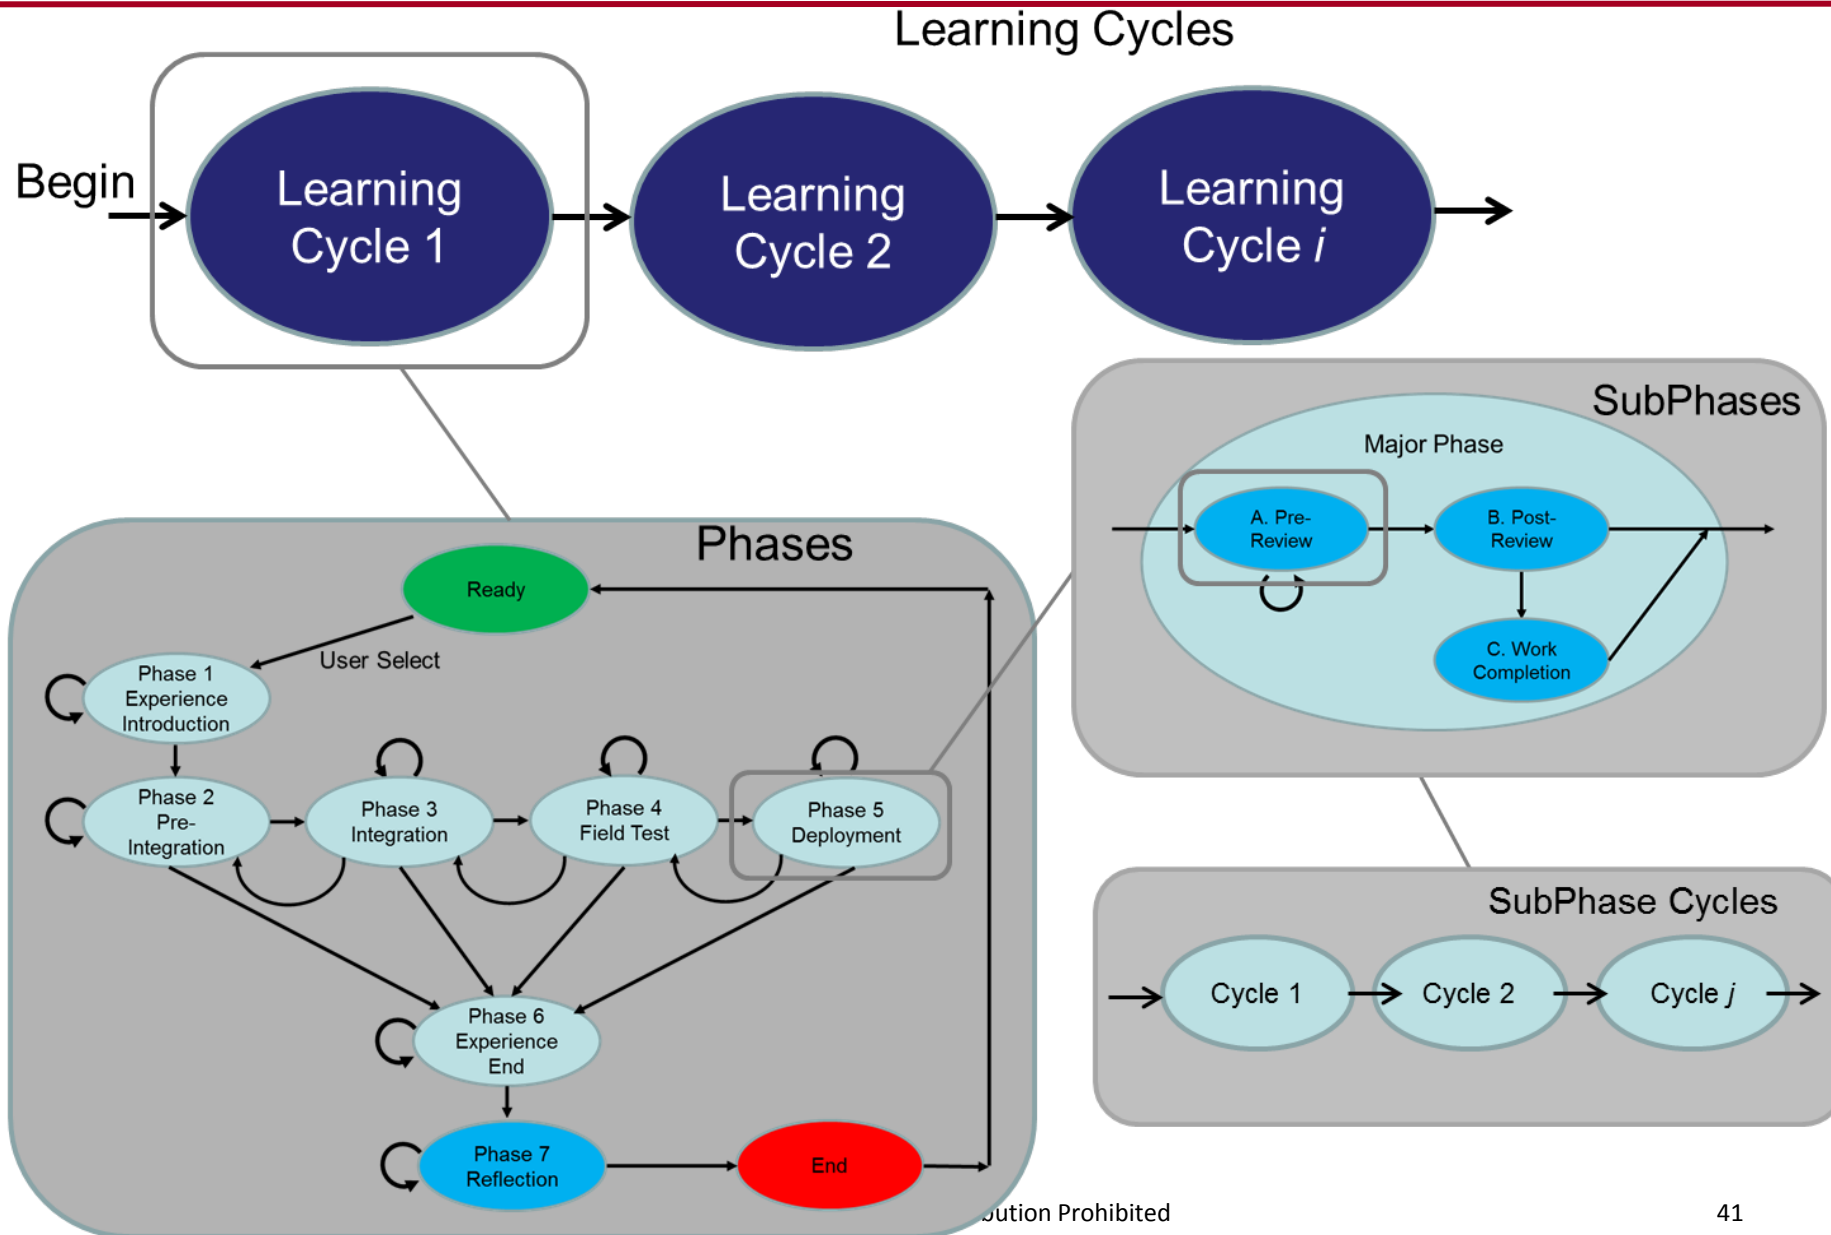 Learning Cycles
Begin
Learning
Cycle 1
Learning
Cycle 2
Learning
Cycle i
SubPhases
Major Phase
A. Pre-
Review
B. Post-
Review
C. Work
Completion
Phases
Ready
User Select
Phase 1
Experience
Introduction
Phase 2
Pre-
Integration
Phase 3
Integration
Phase 4
Field Test
Phase 5
Deployment
Phase 6
Experience
End
Phase 7
Reflection
End
SubPhase Cycles
Cycle 1
Cycle 2
Cycle j
Prohibited
41